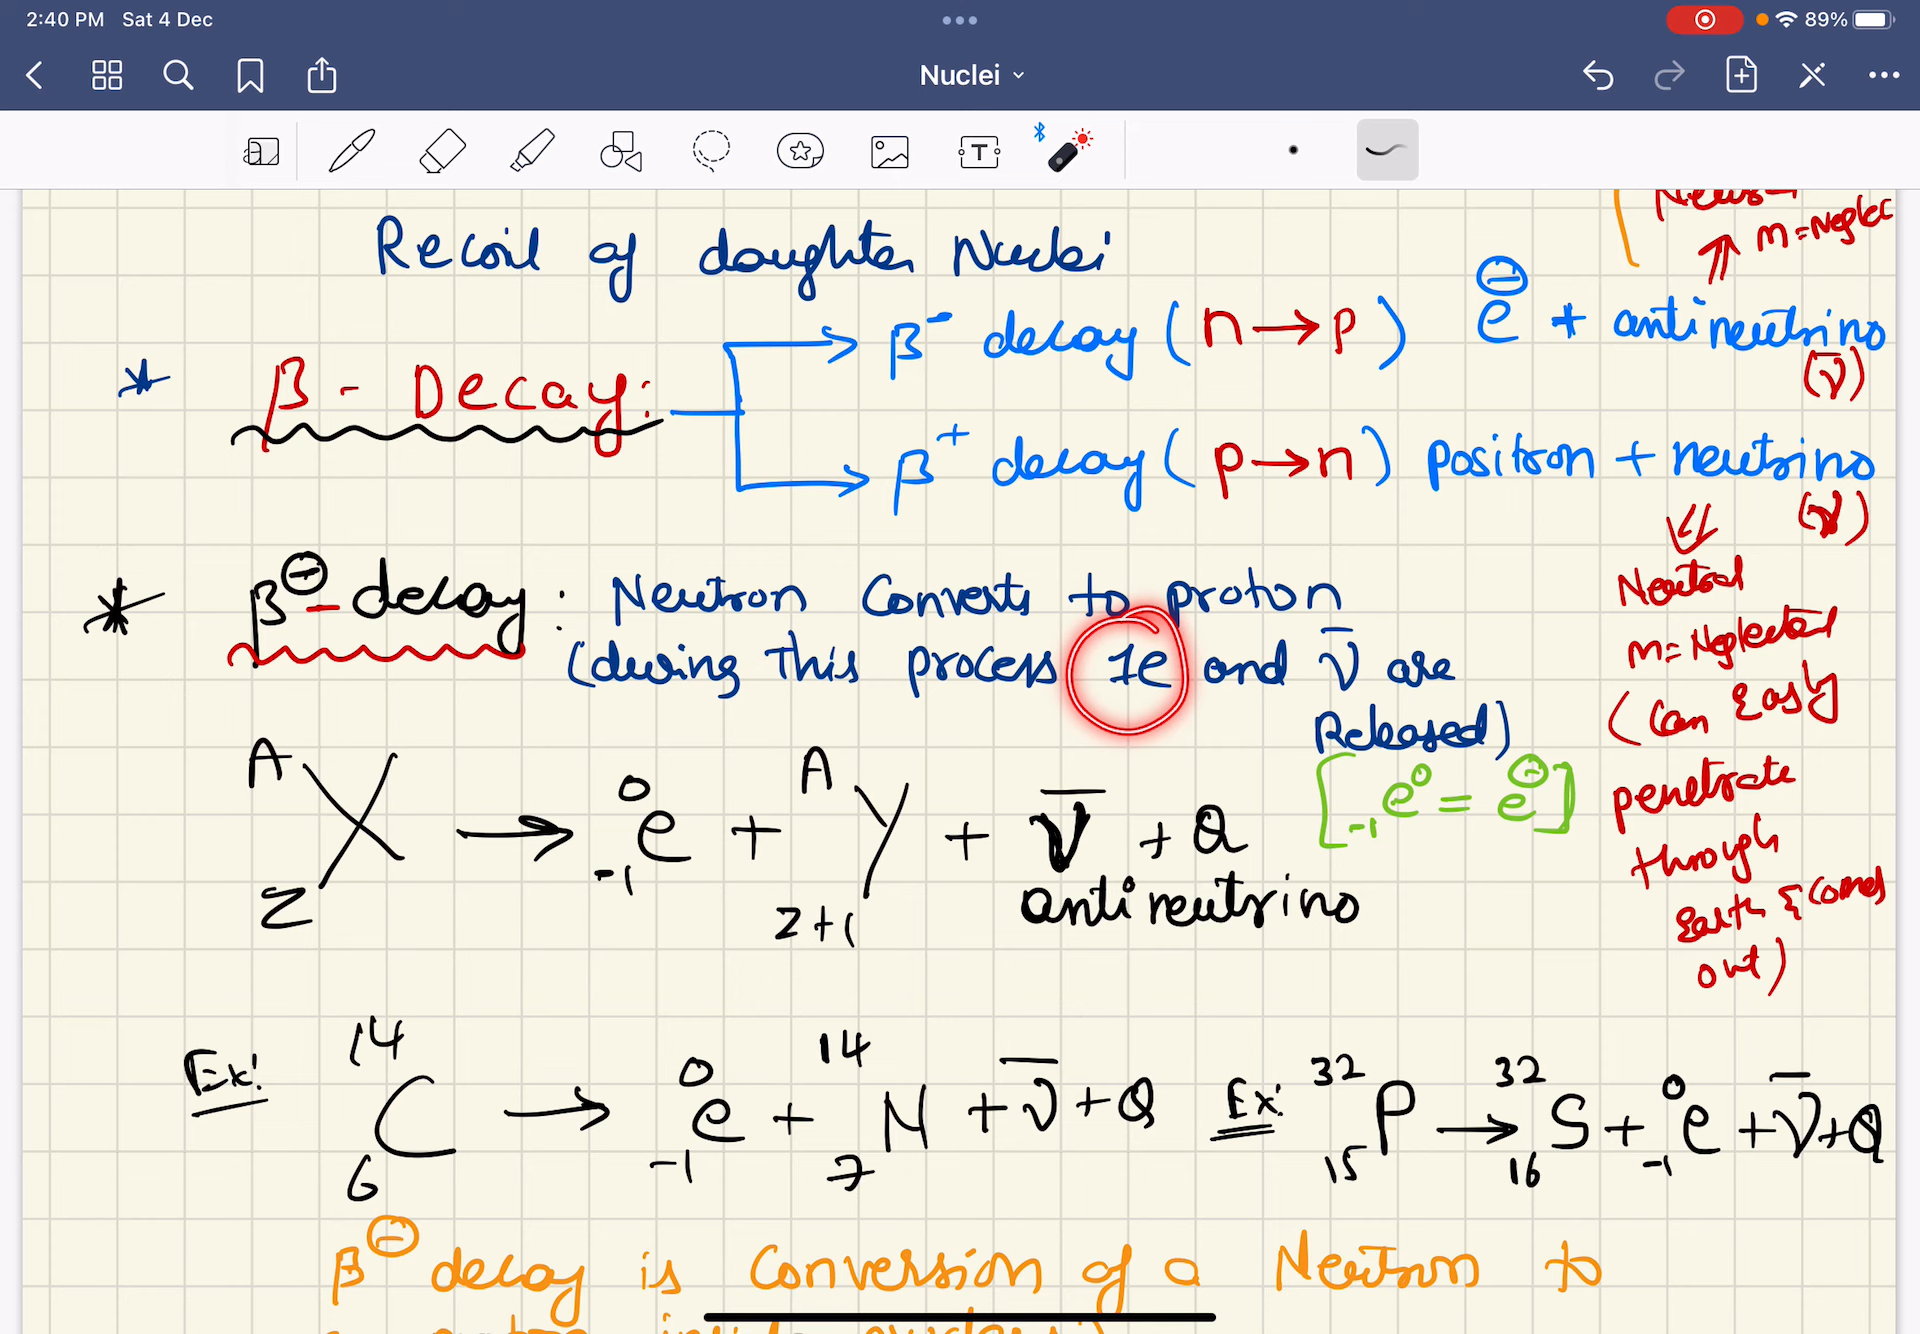 2:40 PM Sat 4 Dec
89%
Nuclei
T
m=Neglec
Recoil of daughter Nuclei
β⁻ decay (n→p) e⊖ + antineutrino
(ν̄)
* β - Decay:
β⁺ decay (p→n) positron + neutrino
(ν)
Neutral
m=Neglected
(Can Easly
penetrate
through
Earth & comes
out)
* β⊖-decay: Neutron Converts to proton
(during This process 1e and ν̄ are
Released)
[₋₁e⁰ = e⊖]
ᴬ_Z X → ⁰₋₁e + ᴬ_Z+1 Y + ν̄ + Q
antineutrino
Ex: ¹⁴₆C → ⁰₋₁e + ¹⁴₇N + ν̄ + Q Ex: ³²₁₅P → ³²₁₆S + ⁰₋₁e + ν̄ + Q
β⊖ decay is Conversion of a Neutron to